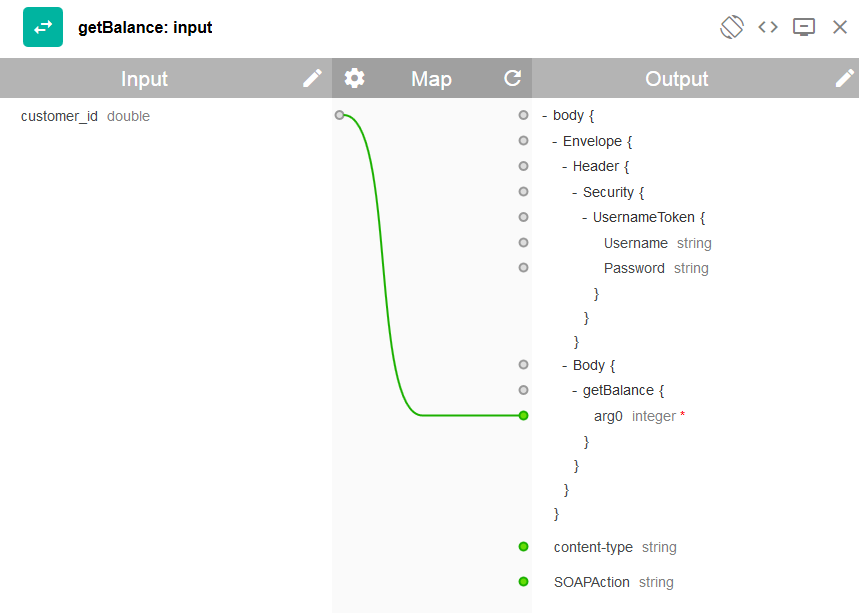 getBalance: input
Input Map Output
customer_id double
- body {
- Envelope {
- Header {
- Security {
- UsernameToken {
Username string
Password string
}
}
}
- Body {
- getBalance {
arg0 integer *
}
}
}
}
content-type string
SOAPAction string